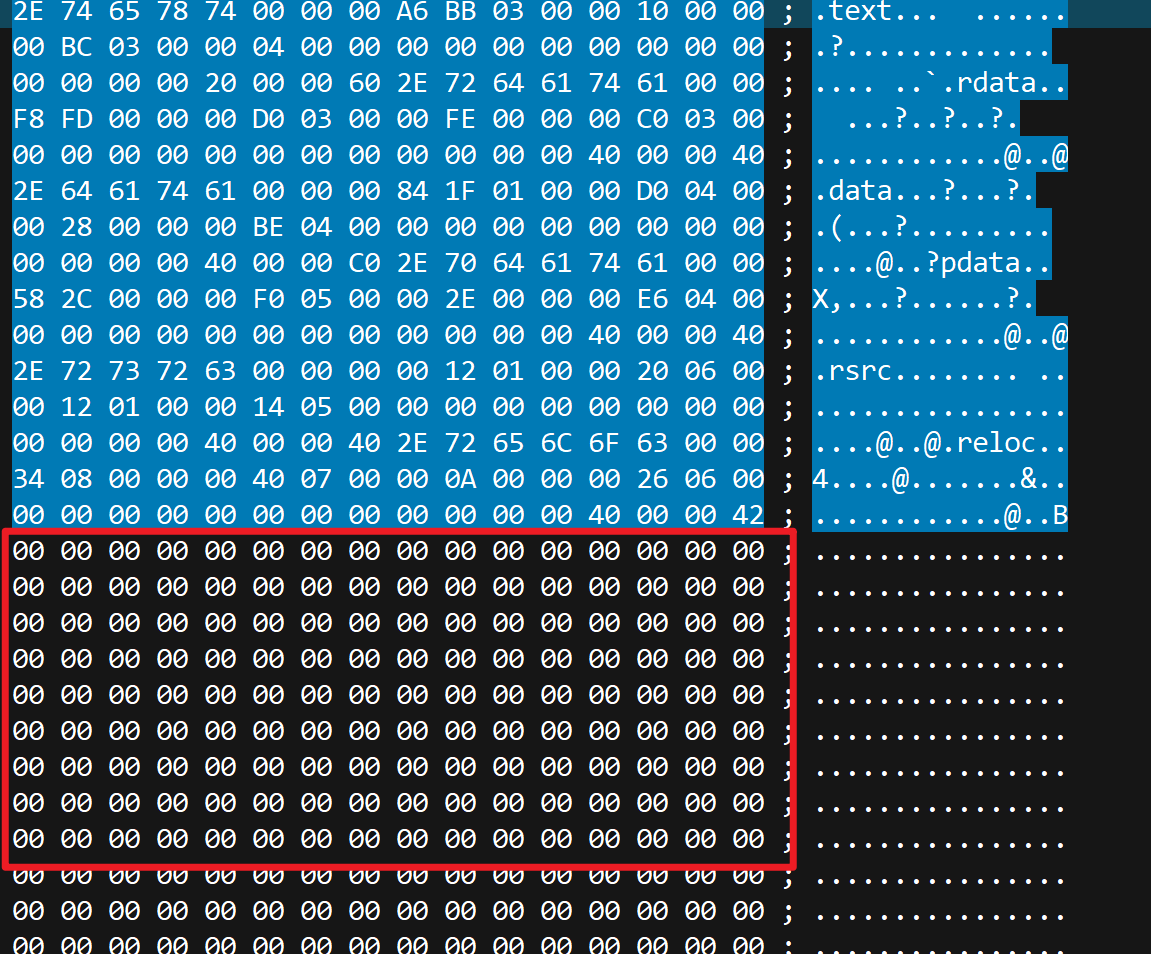 2E 74 65 78 74 00 00 00 A6 BB 03 00 00 10 00 00 ; .text... ......
00 BC 03 00 00 04 00 00 00 00 00 00 00 00 00 00 ; .?.............
00 00 00 00 20 00 00 60 2E 72 64 61 74 61 00 00 ; .... ..`.rdata..
F8 FD 00 00 00 D0 03 00 00 FE 00 00 00 C0 03 00 ; ...?..?..?.
00 00 00 00 00 00 00 00 00 00 00 00 40 00 00 40 ; ............@..@
2E 64 61 74 61 00 00 00 84 1F 01 00 00 D0 04 00 ; .data...?...?.
00 28 00 00 00 BE 04 00 00 00 00 00 00 00 00 00 ; .(...?.........
00 00 00 00 40 00 00 C0 2E 70 64 61 74 61 00 00 ; ....@..?pdata..
58 2C 00 00 00 F0 05 00 00 2E 00 00 00 E6 04 00 ; X,...?......?.
00 00 00 00 00 00 00 00 00 00 00 00 40 00 00 40 ; ............@..@
2E 72 73 72 63 00 00 00 00 12 01 00 00 20 06 00 ; .rsrc........ ..
00 12 01 00 00 14 05 00 00 00 00 00 00 00 00 00 ; ................
00 00 00 00 40 00 00 40 2E 72 65 6C 6F 63 00 00 ; ....@..@.reloc..
34 08 00 00 00 40 07 00 00 0A 00 00 00 26 06 00 ; 4....@.......&..
00 00 00 00 00 00 00 00 00 00 00 00 40 00 00 42 ; ............@..B
00 00 00 00 00 00 00 00 00 00 00 00 00 00 00 00 ; ................
00 00 00 00 00 00 00 00 00 00 00 00 00 00 00 00 ; ................
00 00 00 00 00 00 00 00 00 00 00 00 00 00 00 00 ; ................
00 00 00 00 00 00 00 00 00 00 00 00 00 00 00 00 ; ................
00 00 00 00 00 00 00 00 00 00 00 00 00 00 00 00 ; ................
00 00 00 00 00 00 00 00 00 00 00 00 00 00 00 00 ; ................
00 00 00 00 00 00 00 00 00 00 00 00 00 00 00 00 ; ................
00 00 00 00 00 00 00 00 00 00 00 00 00 00 00 00 ; ................
00 00 00 00 00 00 00 00 00 00 00 00 00 00 00 00 ; ................
00 00 00 00 00 00 00 00 00 00 00 00 00 00 00 00 ; ................
00 00 00 00 00 00 00 00 00 00 00 00 00 00 00 00 ; ................
00 00 00 00 00 00 00 00 00 00 00 00 00 00 00 00 ; ................